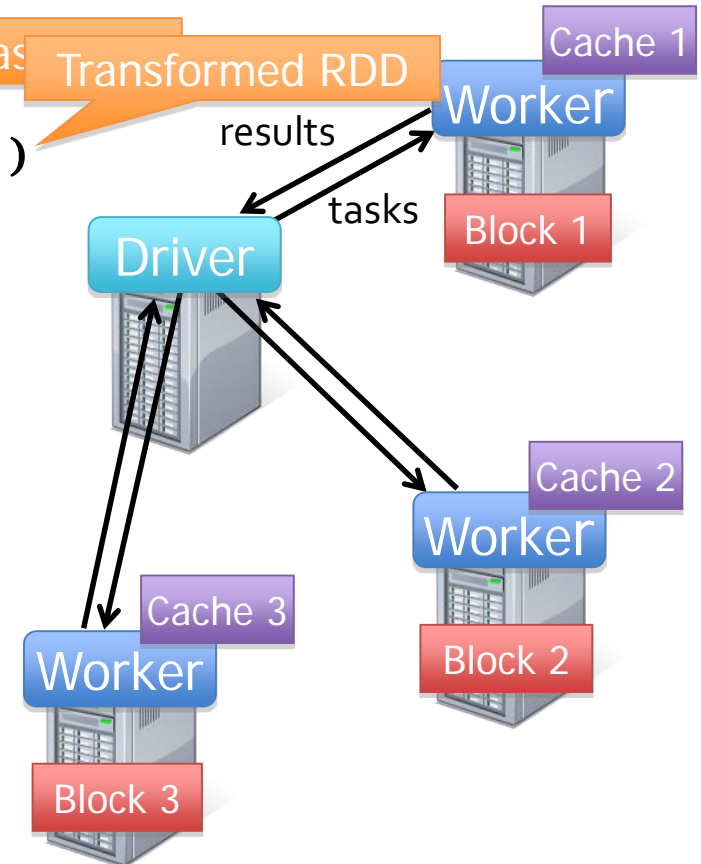 Cache 1
Transformed RDD
Worker
results
)
tasks
Block 1
Driver
Cache 2
Worker
Cache 3
Block 2
Worker
Block 3